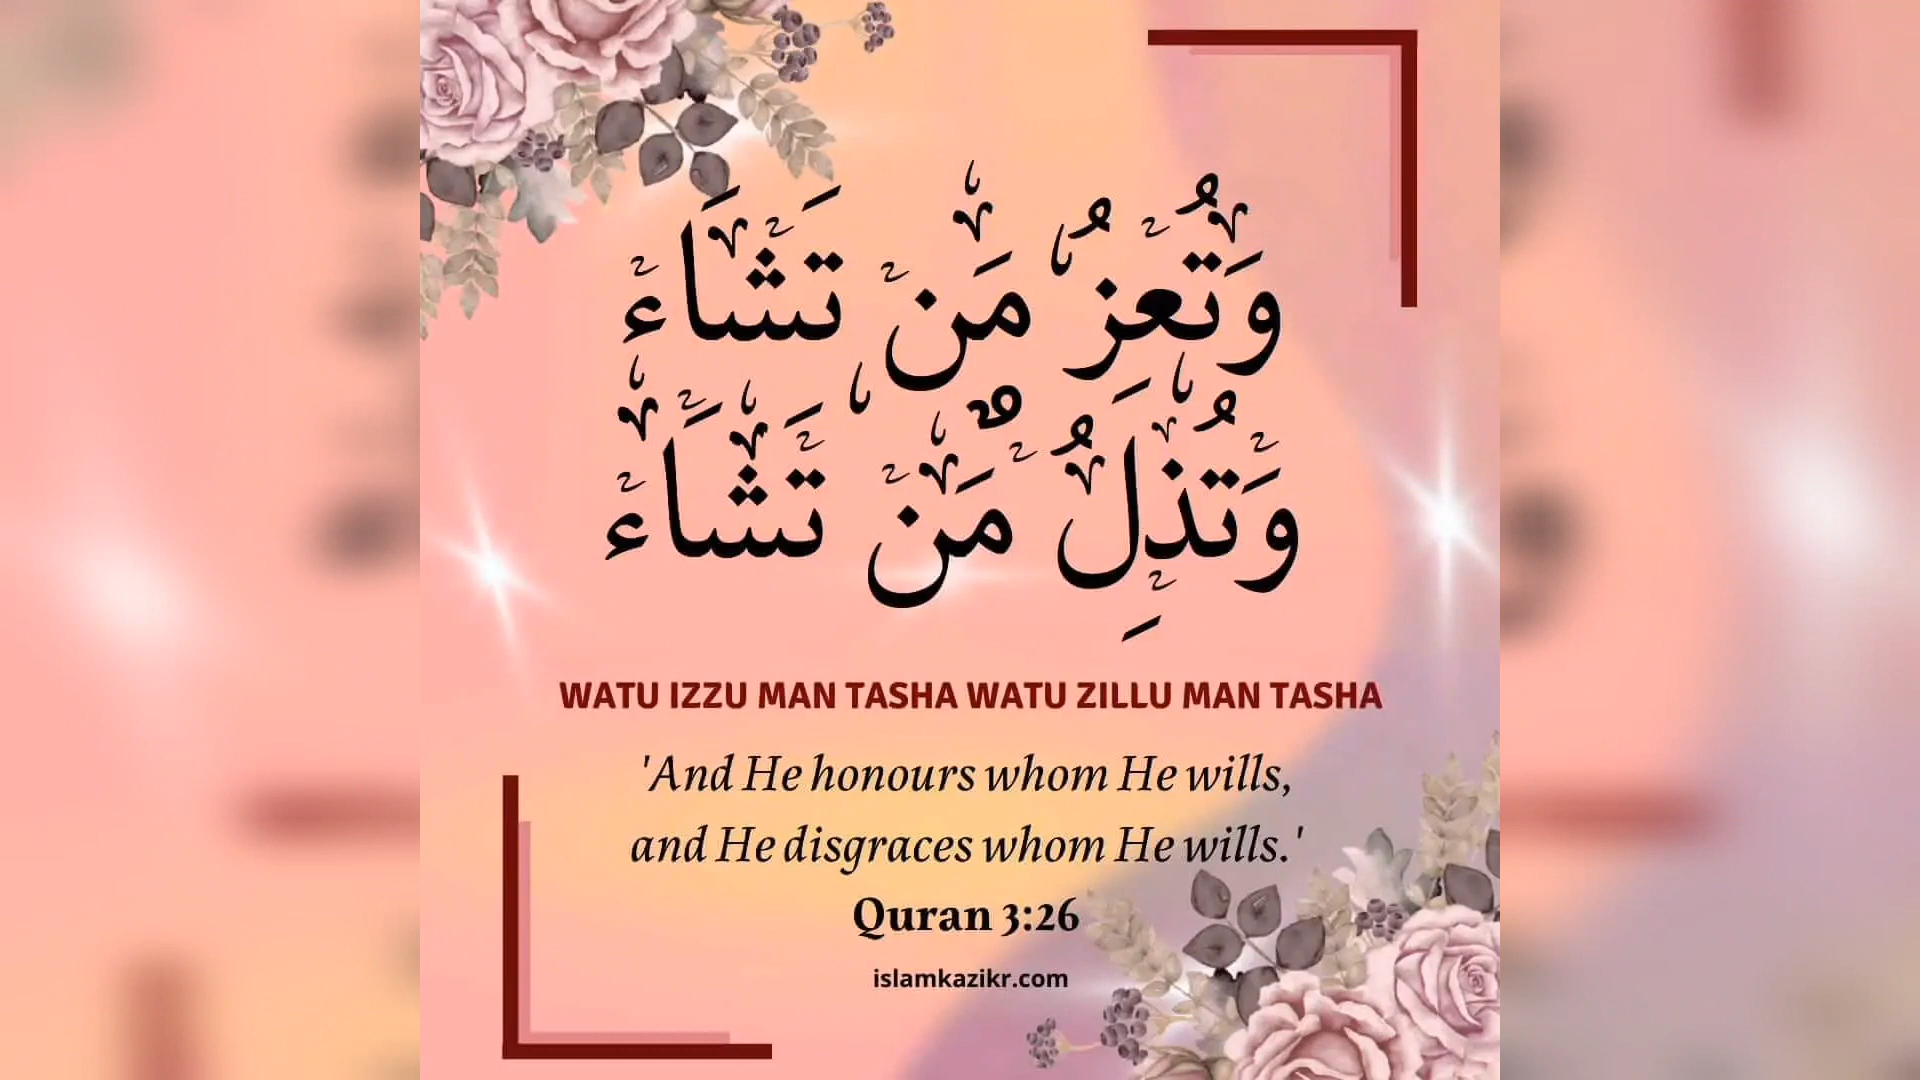 وَتُعِزُ مَنْ تَشَاءُ
وَتُذِلُ مَنْ تَشَاءُ
WATU IZZU MAN TASHA WATU ZILLU MAN TASHA
'And He honours whom He wills,
and He disgraces whom He wills.'
Quran 3:26
islamkazikr.com